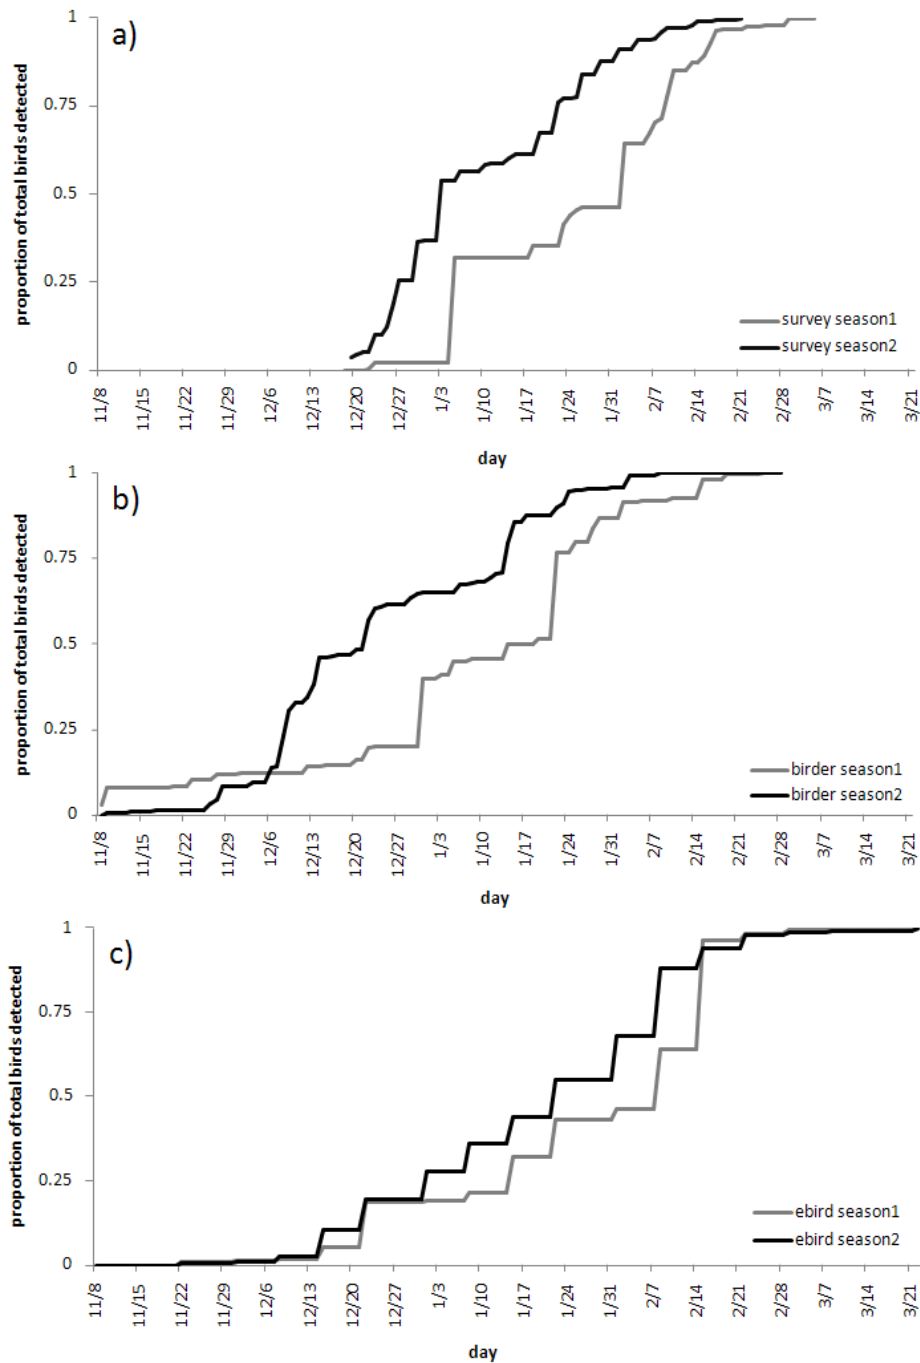 a)
proportion of total birds detected
1
0.75
0.5
0.25
0
survey season1
survey season2
11/8 11/15 11/22 11/29 12/6 12/13 12/20 12/27 1/3 1/10 1/17 1/24 1/31 2/7 2/14 2/21 2/28 3/7 3/14 3/21
day
b)
proportion of total birds detected
1
0.75
0.5
0.25
0
birder season1
birder season2
11/8 11/15 11/22 11/29 12/6 12/13 12/20 12/27 1/3 1/10 1/17 1/24 1/31 2/7 2/14 2/21 2/28 3/7 3/14 3/21
day
c)
proportion of total birds detected
1
0.75
0.5
0.25
0
ebird season1
ebird season2
11/8 11/15 11/22 11/29 12/6 12/13 12/20 12/27 1/3 1/10 1/17 1/24 1/31 2/7 2/14 2/21 2/28 3/7 3/14 3/21
day